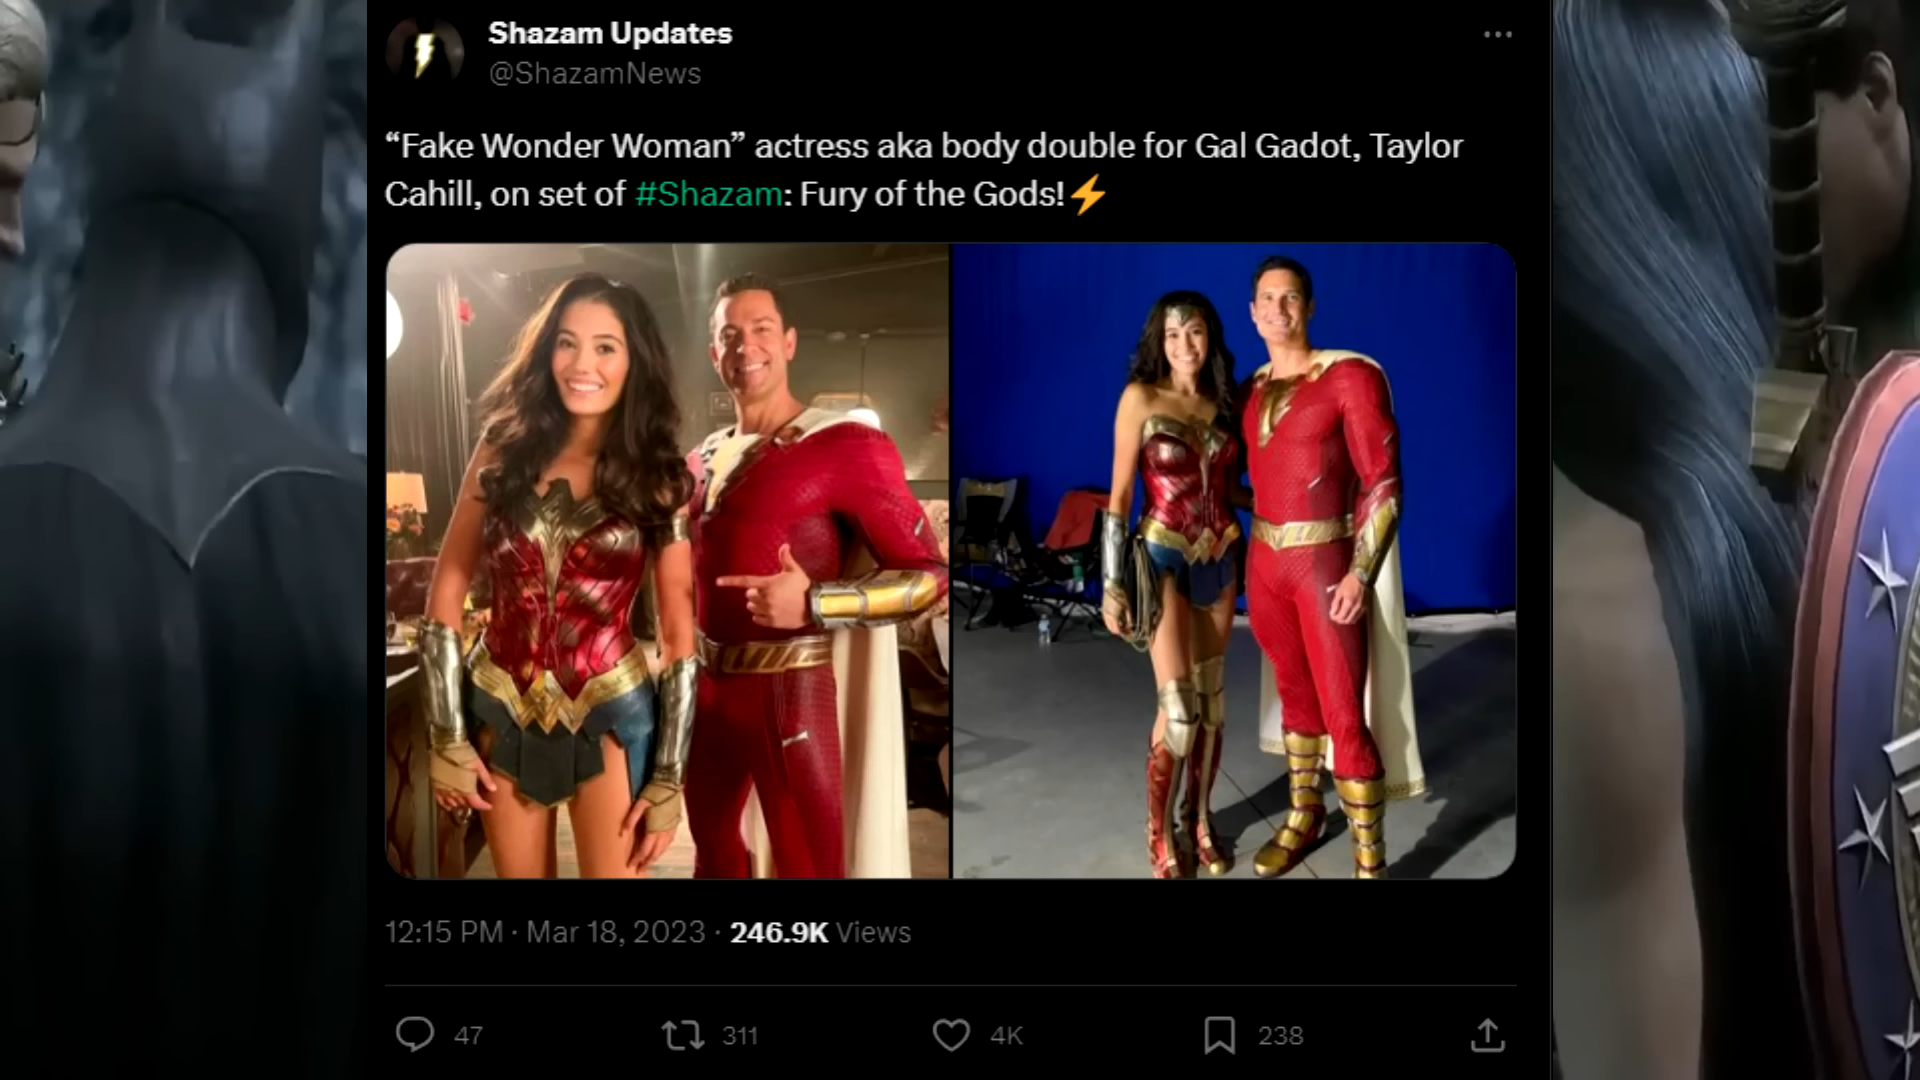 Shazam Updates
@ShazamNews
“Fake Wonder Woman” actress aka body double for Gal Gadot, Taylor
Cahill, on set of #Shazam: Fury of the Gods!⚡
12:15 PM · Mar 18, 2023 · 246.9K Views
47 311 4K 238